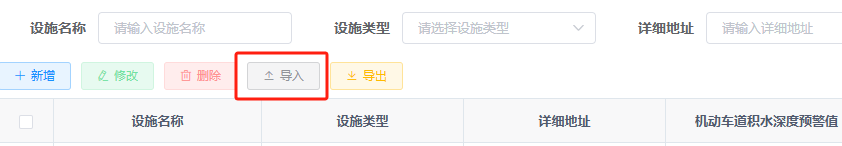 设施名称 请输入设施名称 设施类型 请选择设施类型 详细地址 请输入详细地址
新增 修改 删除 导入 导出
设施名称 设施类型 详细地址 机动车道积水深度预警值